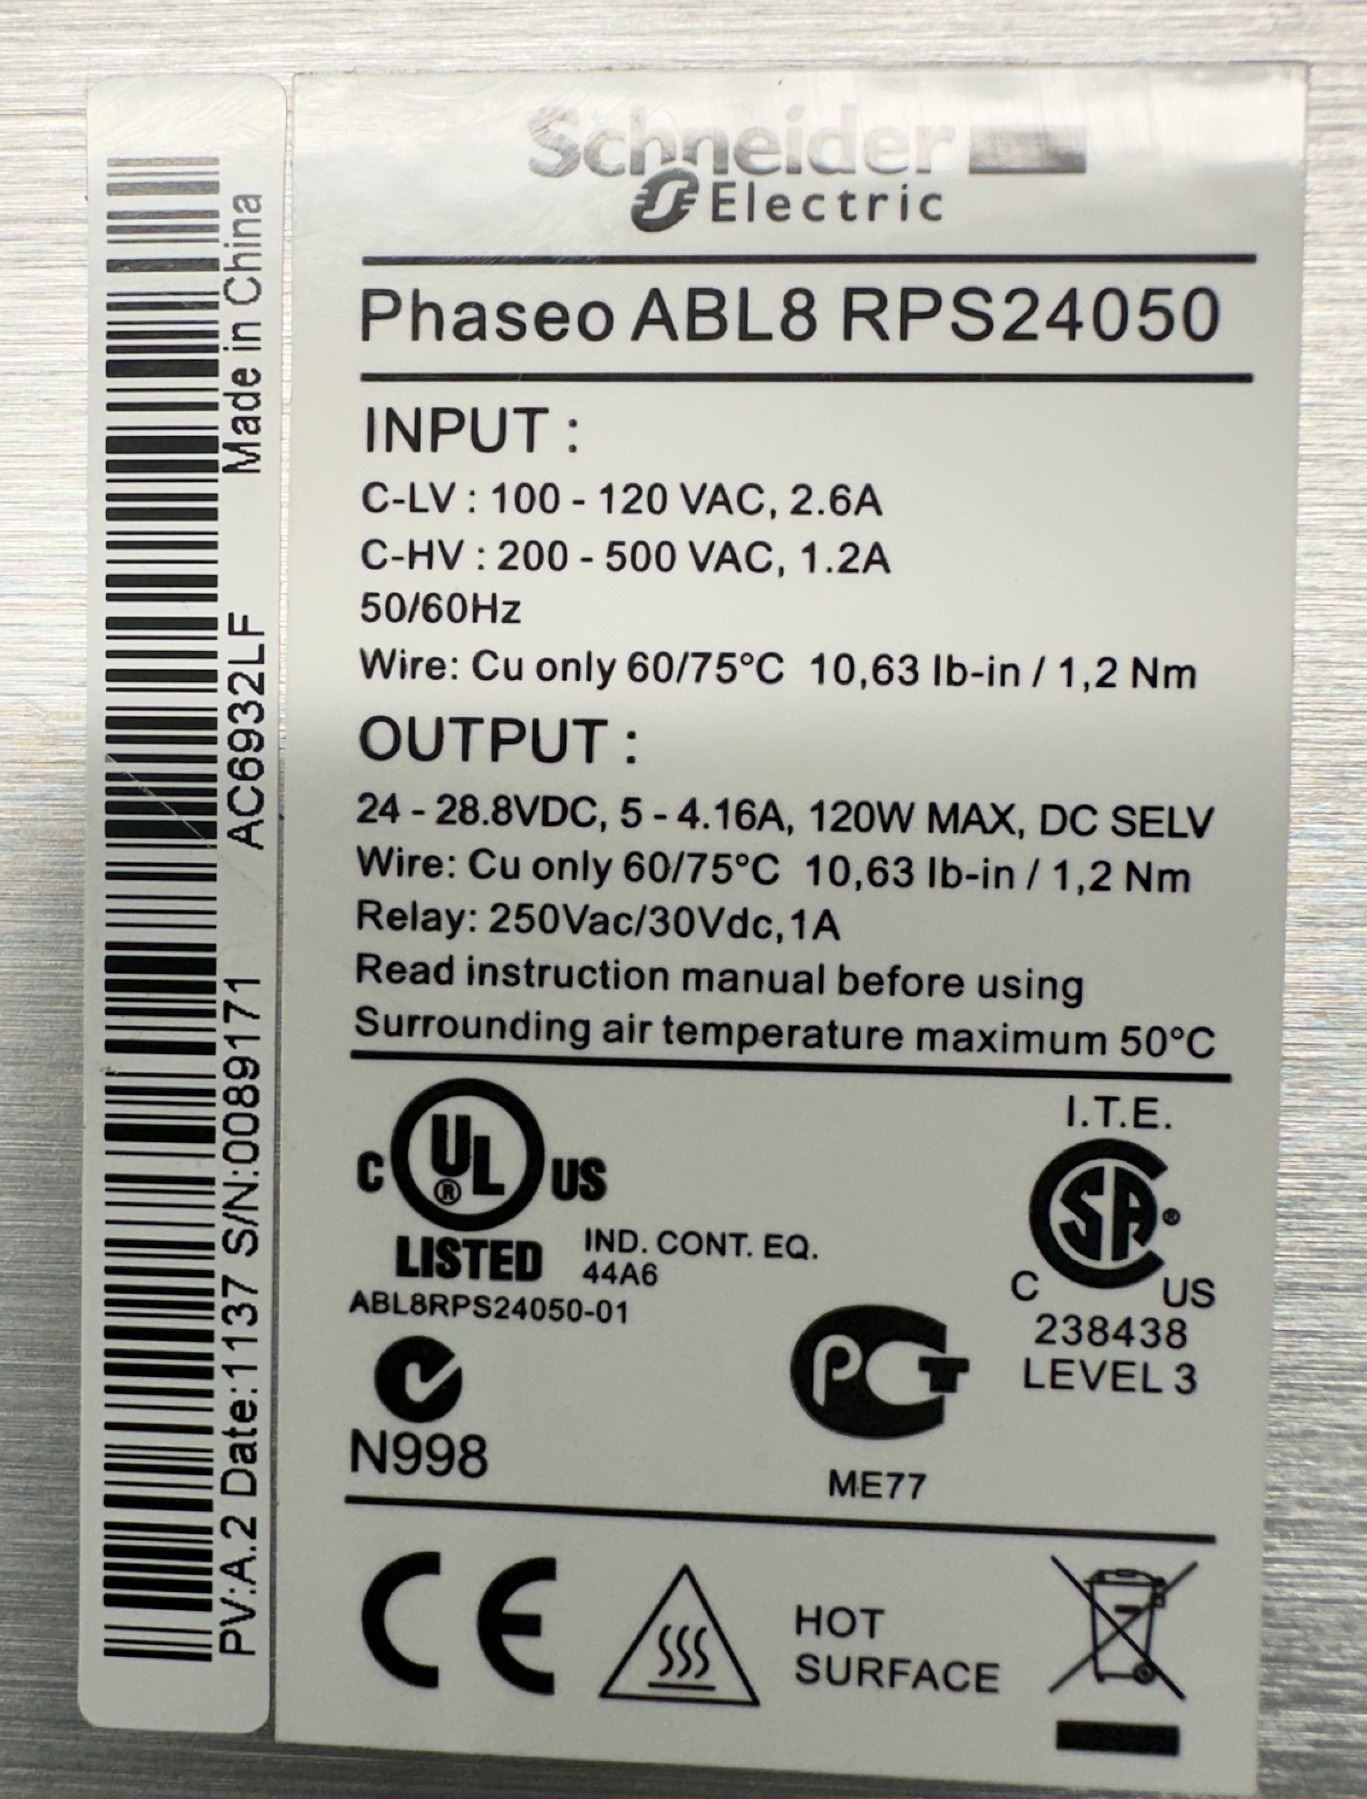 Schneider
Electric
Phaseo ABL8 RPS24050
INPUT :
C-LV : 100 - 120 VAC, 2.6A
C-HV : 200 - 500 VAC, 1.2A
50/60Hz
Wire: Cu only 60/75°C 10,63 lb-in / 1,2 Nm
OUTPUT :
24 - 28.8VDC, 5 - 4.16A, 120W MAX, DC SELV
Wire: Cu only 60/75°C 10,63 lb-in / 1,2 Nm
Relay: 250Vac/30Vdc, 1A
Read instruction manual before using
Surrounding air temperature maximum 50°C
C UL ® US
LISTED
IND. CONT. EQ.
44A6
ABL8RPS24050-01
N998
I.T.E.
SA ®
C US
238438
LEVEL 3
PCT
ME77
CE
HOT
SURFACE
PV:A.2 Date:1137 S/N:0089171 AC6932LF Made in China